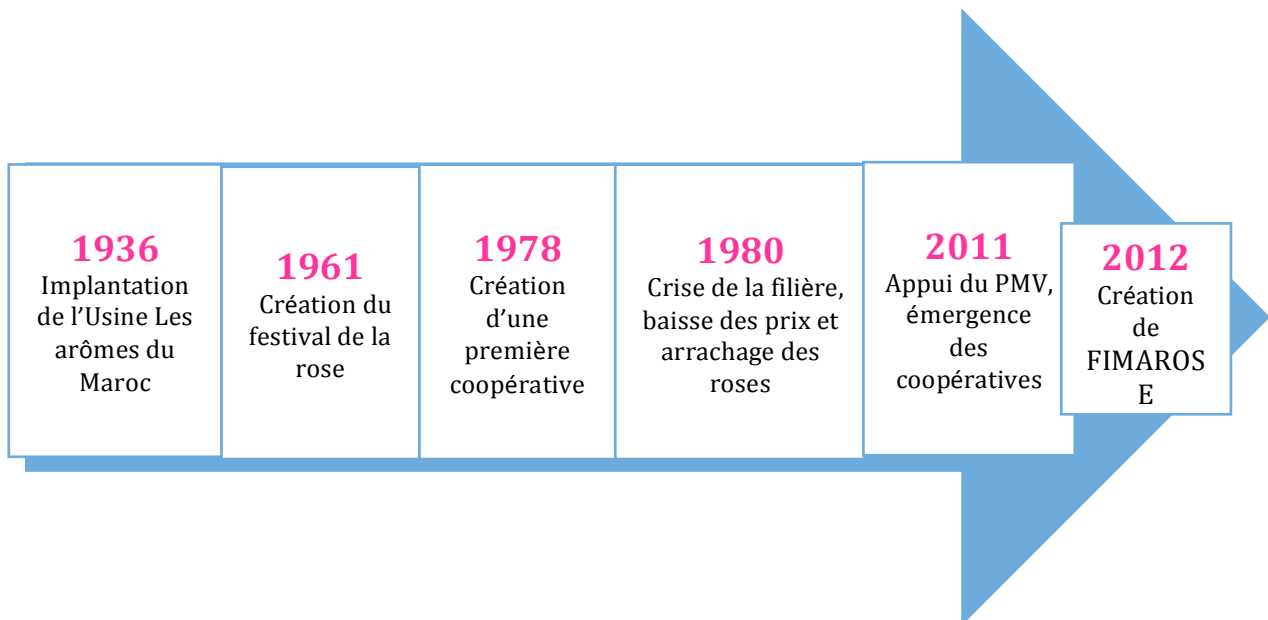 1936
Implantation
de l’Usine Les
arômes du
Maroc
1961
Création du
festival de la
rose
1978
Création
d’une
première
coopérative
1980
Crise de la filière,
baisse des prix et
arrachage des
roses
2011
Appui du PMV,
émergence
des
coopératives
2012
Création
de
FIMAROS
E